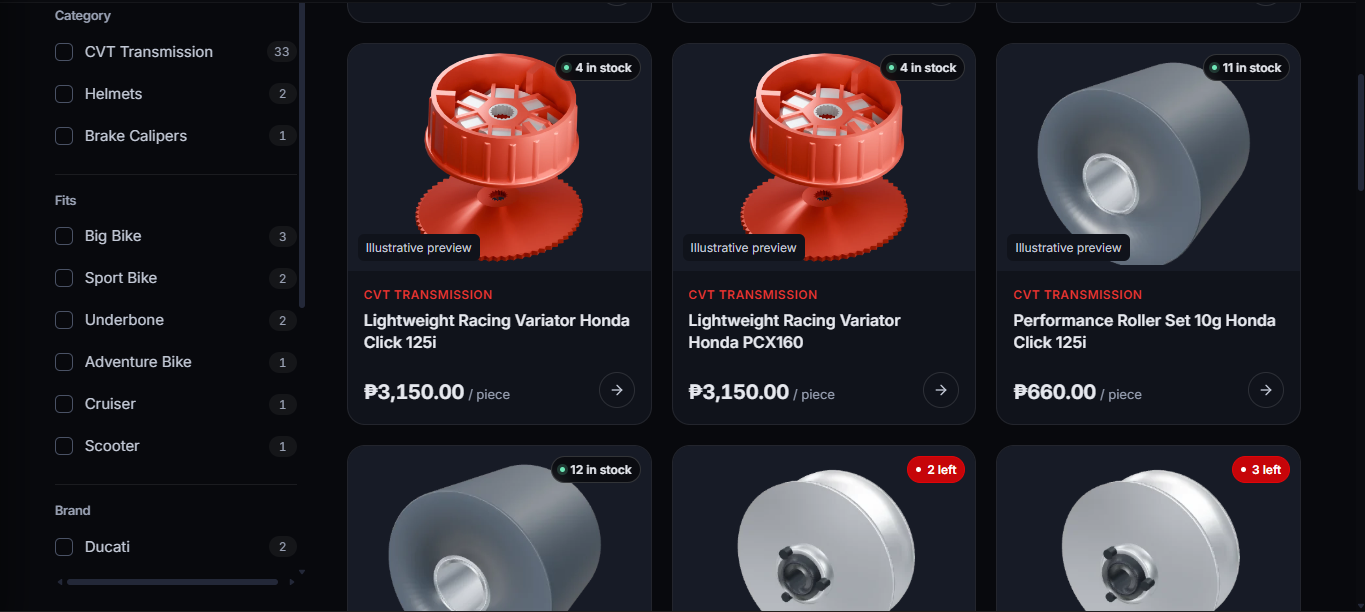 Category
CVT Transmission 33
Helmets 2
Brake Calipers 1
Fits
Big Bike 3
Sport Bike 2
Underbone 2
Adventure Bike 1
Cruiser 1
Scooter 1
Brand
Ducati 2
4 in stock
Illustrative preview
CVT TRANSMISSION
Lightweight Racing Variator Honda
Click 125i
₱3,150.00 / piece
4 in stock
Illustrative preview
CVT TRANSMISSION
Lightweight Racing Variator
Honda PCX160
₱3,150.00 / piece
11 in stock
Illustrative preview
CVT TRANSMISSION
Performance Roller Set 10g Honda
Click 125i
₱660.00 / piece
12 in stock
2 left
3 left